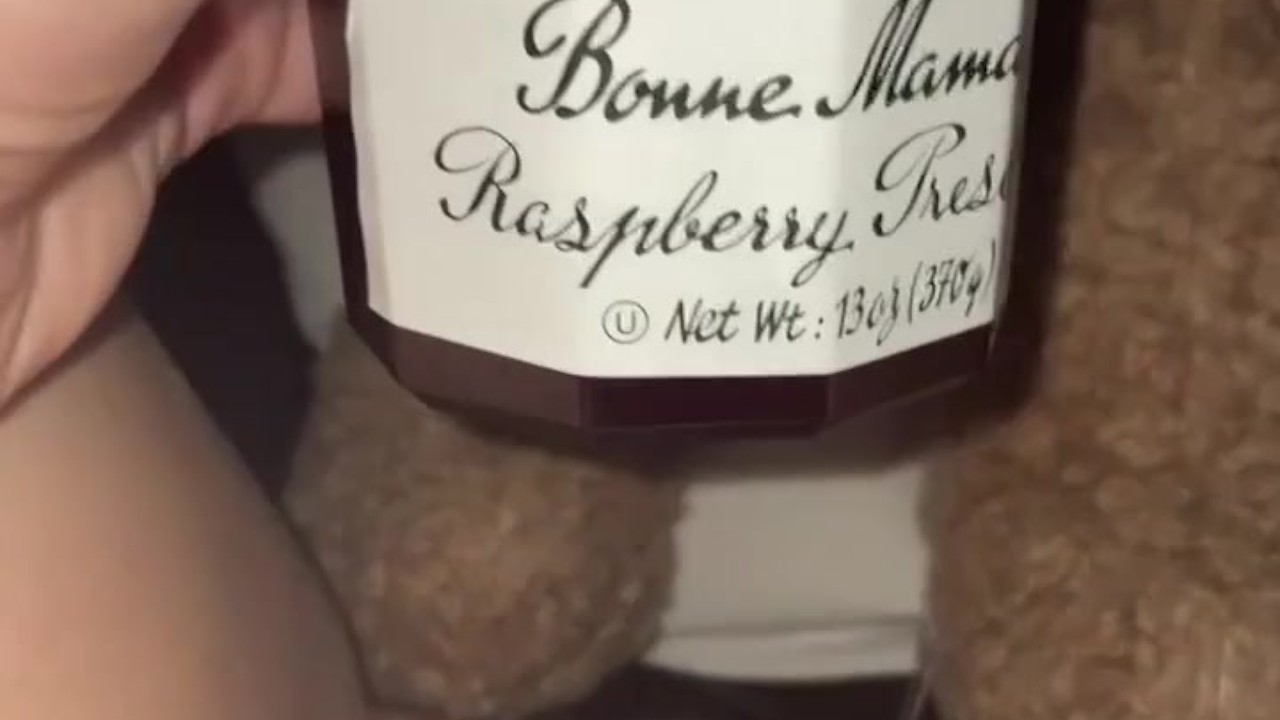 Bonne Mama
Raspberry Prese
Ⓤ Net Wt: 13oz (370g)